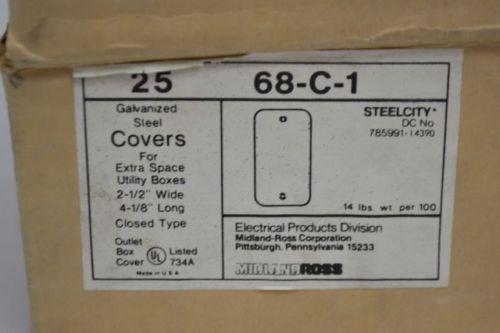 25 68-C-1
Galvanized
Steel
Covers
For
Extra Space
Utility Boxes
2-1/2" Wide
4-1/8" Long
Closed Type
Outlet
Box UL Listed
Cover 734A
Made in U.S.A.
STEELCITY®
DC No
785991-14390
14 lbs. wt. per 100
Electrical Products Division
Midland-Ross Corporation
Pittsburgh, Pennsylvania 15233
MIDLAND ROSS